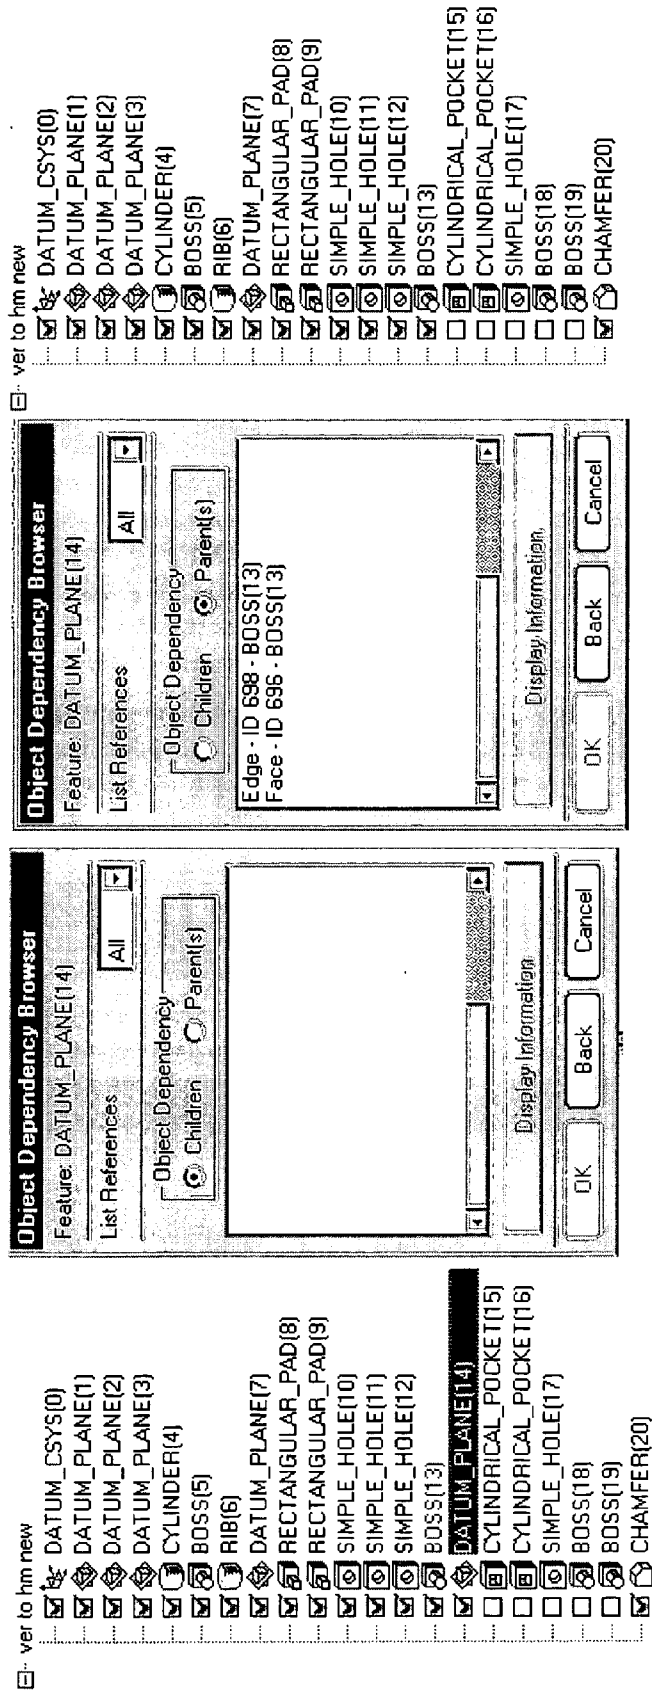 ver to hm new
DATUM_CSYS(0)
DATUM_PLANE(1)
DATUM_PLANE(2)
DATUM_PLANE(3)
CYLINDER(4)
BOSS(5)
RIB(6)
DATUM_PLANE(7)
RECTANGULAR_PAD(8)
RECTANGULAR_PAD(9)
SIMPLE_HOLE(10)
SIMPLE_HOLE(11)
SIMPLE_HOLE(12)
BOSS(13)
DATUM_PLANE(14)
CYLINDRICAL_POCKET(15)
CYLINDRICAL_POCKET(16)
SIMPLE_HOLE(17)
BOSS(18)
BOSS(19)
CHAMFER(20)
Object Dependency Browser
Feature: DATUM_PLANE(14)
List References All
Object Dependency
Children Parent(s)
Display Information
OK Back Cancel
Object Dependency Browser
Feature: DATUM_PLANE(14)
List References All
Object Dependency
Children Parent(s)
Edge - ID 698 - BOSS(13)
Face - ID 696 - BOSS(13)
Display Information
OK Back Cancel
ver to hm new
DATUM_CSYS(0)
DATUM_PLANE(1)
DATUM_PLANE(2)
DATUM_PLANE(3)
CYLINDER(4)
BOSS(5)
RIB(6)
DATUM_PLANE(7)
RECTANGULAR_PAD(8)
RECTANGULAR_PAD(9)
SIMPLE_HOLE(10)
SIMPLE_HOLE(11)
SIMPLE_HOLE(12)
BOSS(13)
CYLINDRICAL_POCKET(15)
CYLINDRICAL_POCKET(16)
SIMPLE_HOLE(17)
BOSS(18)
BOSS(19)
CHAMFER(20)